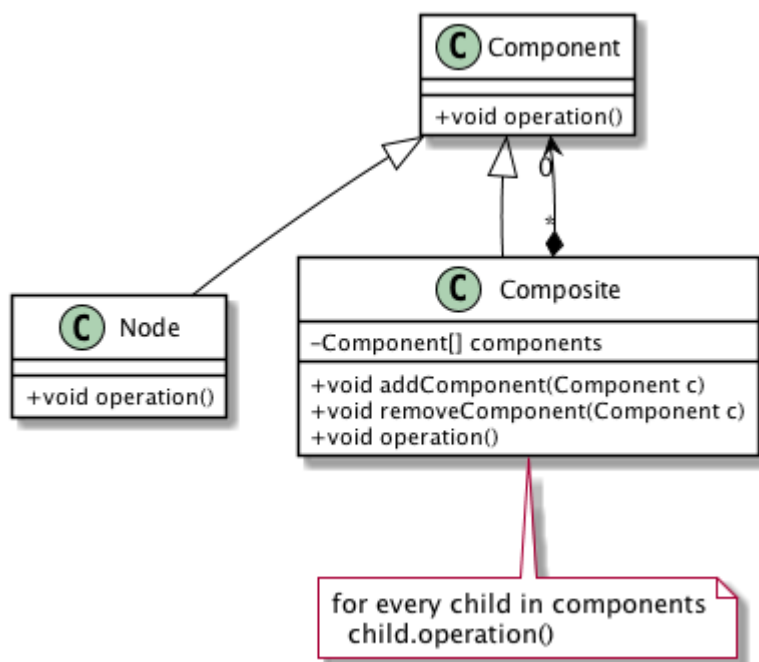 C Component
+void operation()
0
*
C Node
+void operation()
C Composite
-Component[] components
+void addComponent(Component c)
+void removeComponent(Component c)
+void operation()
for every child in components
child.operation()